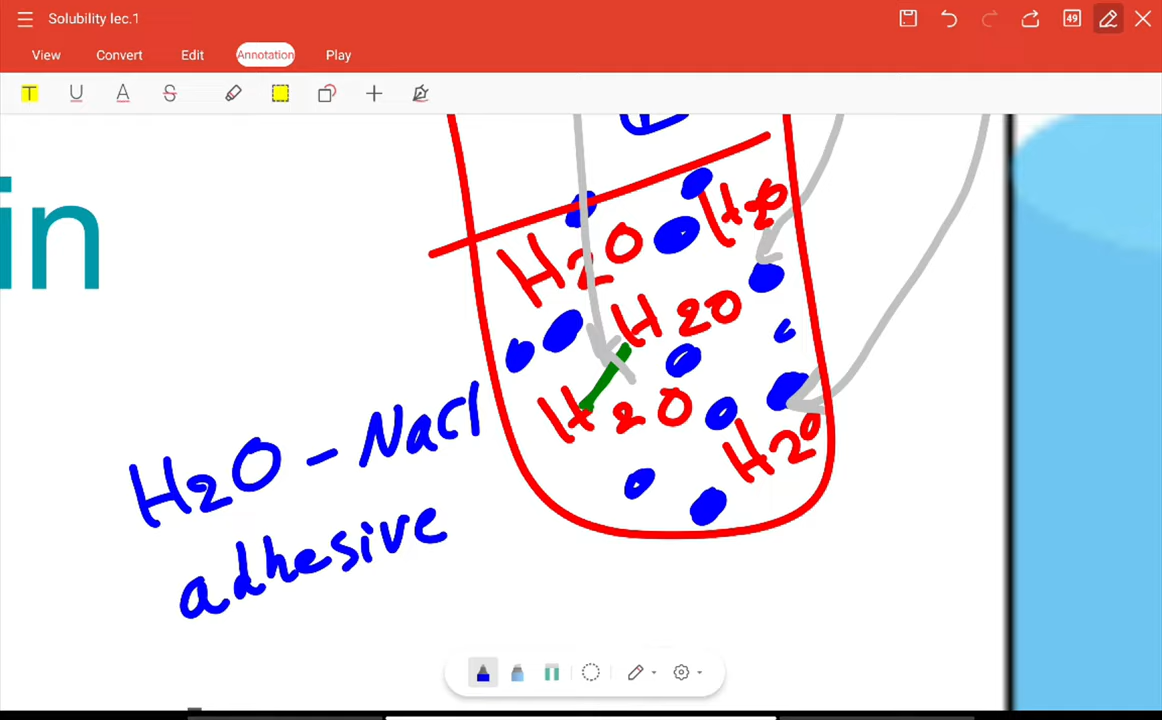 Solubility lec.1
49
View Convert Edit Annotation Play
T U A S
in
H2O
H2O
H2O
H2O
H2O
H2O - NaCl
adhesive